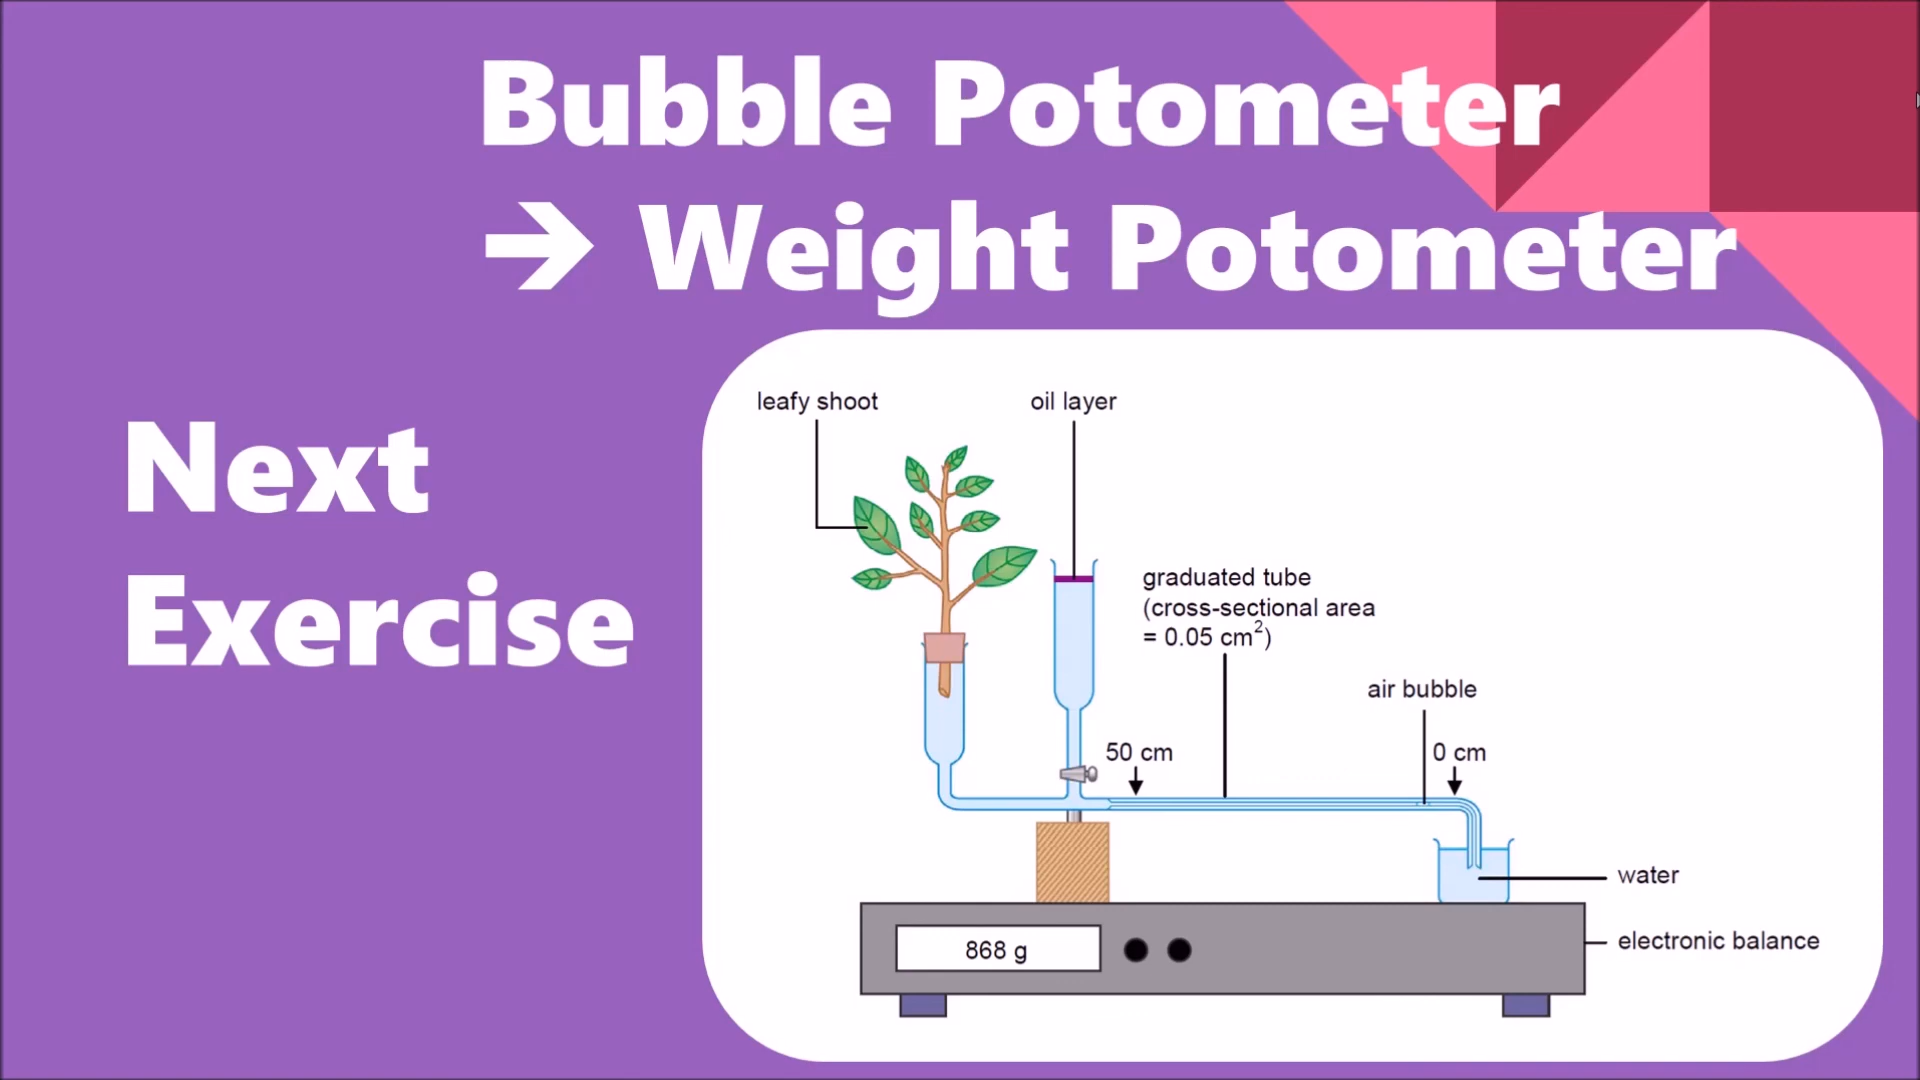 Bubble Potometer
→ Weight Potometer
Next
Exercise
leafy shoot
oil layer
graduated tube
(cross-sectional area
= 0.05 cm²)
air bubble
50 cm
0 cm
water
electronic balance
868 g